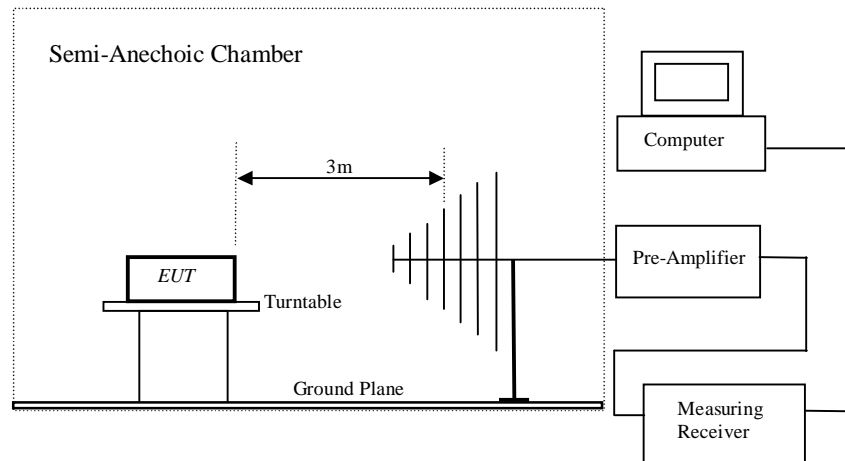 Semi-Anechoic Chamber
Computer
3m
Pre-Amplifier
EUT
Turntable
Ground Plane
Measuring
Receiver